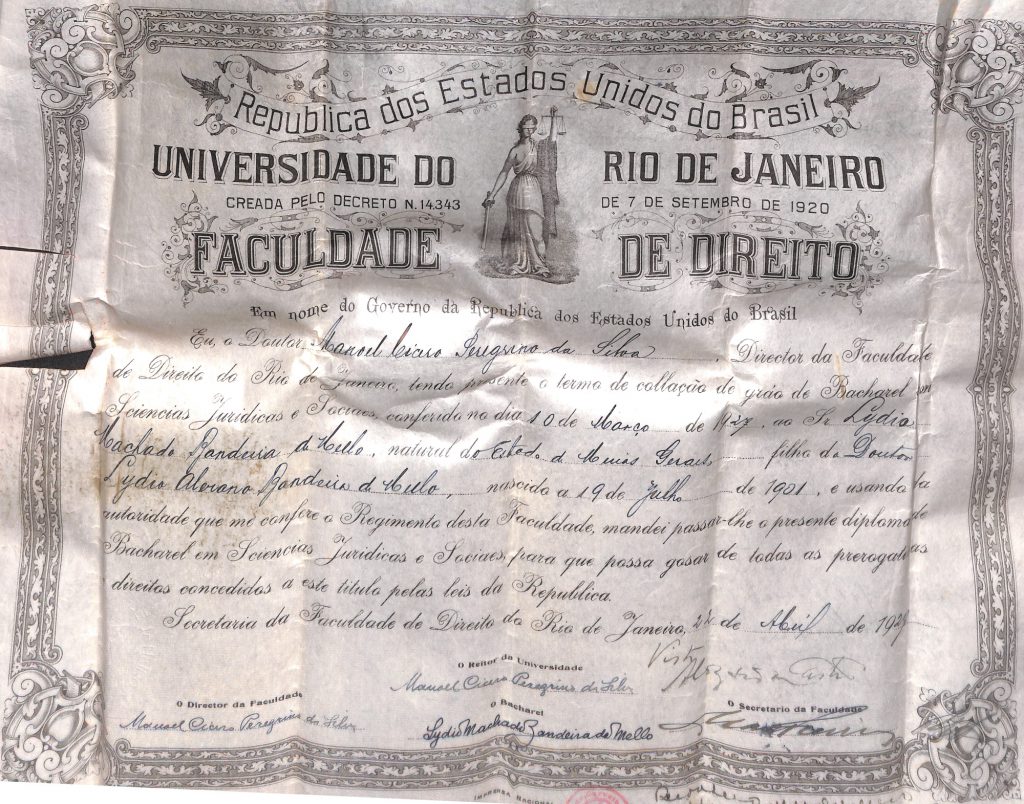 Republica dos Estados Unidos do Brasil
UNIVERSIDADE DO RIO DE JANEIRO
CREADA PELO DECRETO N. 14.343 DE 7 DE SETEMBRO DE 1920
FACULDADE DE DIREITO
Em nome do Governo da Republica dos Estados Unidos do Brasil
Eu, o Doutor Manoel Cicero Peregrino da Silva, Director da Faculdade
de Direito do Rio de Janeiro, tendo presente o termo de collação de gráo de Bacharel em
Sciencias Juridicas e Sociaes, conferido no dia 10 de Março de 1927, ao Sr. Lydio
Machado Bandeira de Mello, natural do Estado de Minas Geraes filho do Doutor
Lydio Bandeira de Mello, nascido a 19 de Julho de 1901, e usando da
autoridade que me confere o Regimento desta Faculdade, mandei passar-lhe o presente diploma de
Bacharel em Sciencias Juridicas e Sociaes, para que possa gosar de todas as prerogativas
direitos concedidos a este titulo pelas leis da Republica.
Secretaria da Faculdade de Direito do Rio de Janeiro, de Abril de
Visto
O Reitor da Universidade
Manuel Cicero Peregrino da Silva
O Director da Faculdade
Manuel Cicero Peregrino da Silva
O Bacharel
Lydio Machado Bandeira de Mello
O Secretario da Faculdade
IMPRENSA NACIONAL